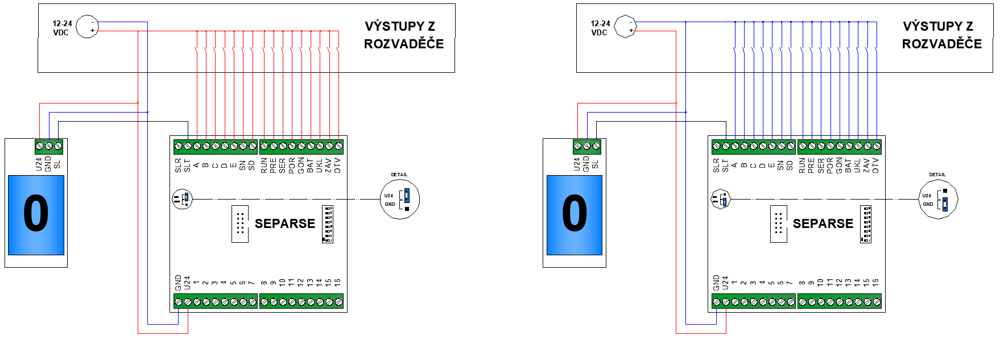 12-24
VDC
-
+
VÝSTUPY Z
ROZVADĚČE
U24
GND
SL
0
SLR
SLT
A
B
C
D
E
SN
SD
RUN
PRE
SER
POR
GON
BAT
UKL
ZAV
OTV
DETAIL
U24
GND
SEPARSE
GND
U24
1
2
3
4
5
6
7
8
9
10
11
12
13
14
15
16
12-24
VDC
-
+
VÝSTUPY Z
ROZVADĚČE
U24
GND
SL
0
SLR
SLT
A
B
C
D
E
SN
SD
RUN
PRE
SER
POR
GON
BAT
UKL
ZAV
OTV
DETAIL
U24
GND
SEPARSE
GND
U24
1
2
3
4
5
6
7
8
9
10
11
12
13
14
15
16